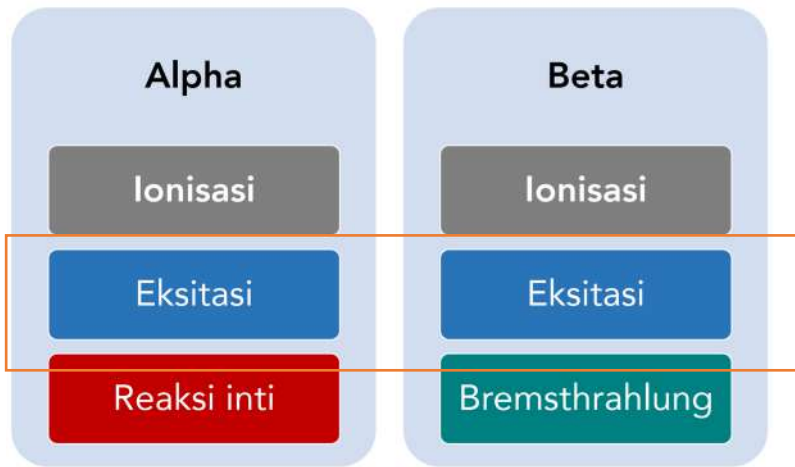 Alpha
Ionisasi
Eksitasi
Reaksi inti
Beta
Ionisasi
Eksitasi
Bremsthrahlung